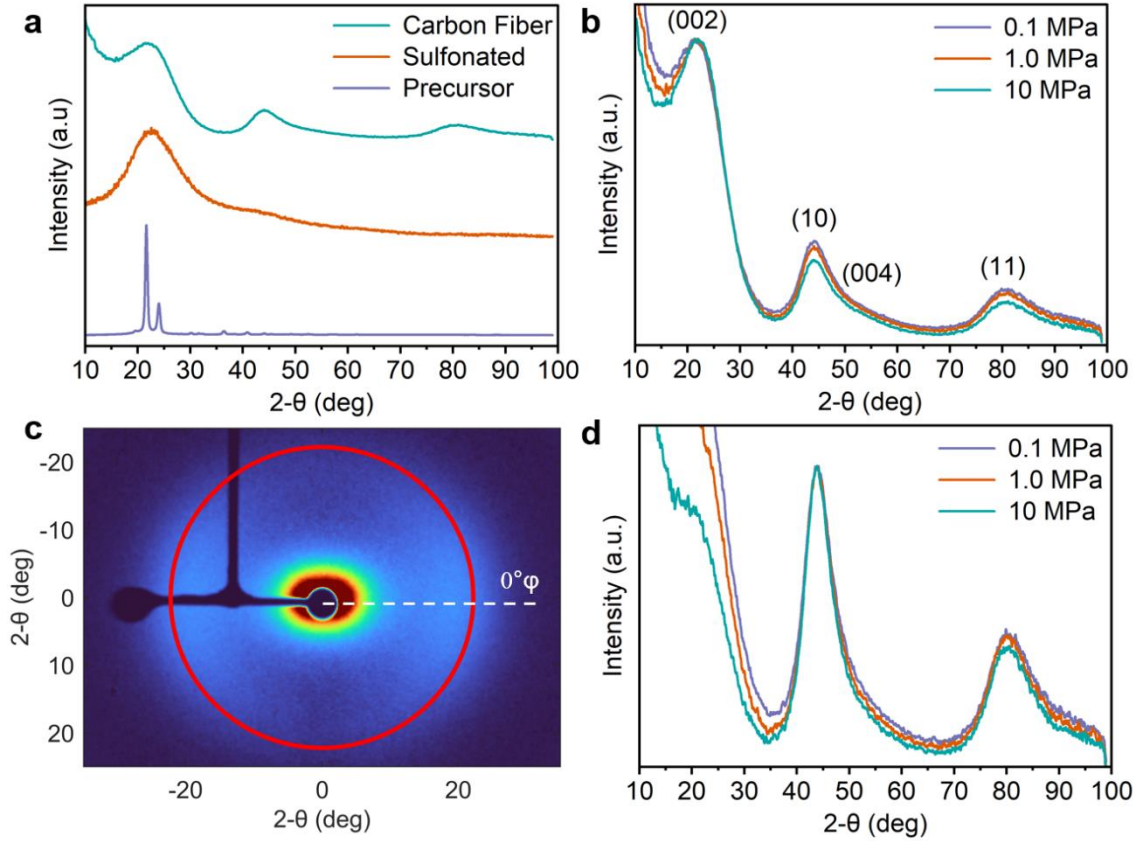 a
Carbon Fiber
Sulfonated
Precursor
Intensity (a.u)
10 20 30 40 50 60 70 80 90 100
2-θ (deg)
b
(002)
0.1 MPa
1.0 MPa
10 MPa
(10)
(004)
(11)
Intensity (a.u.)
10 20 30 40 50 60 70 80 90 100
2-θ (deg)
c
-20
-10
0
10
20
2-θ (deg)
0°φ
-20 0 20
2-θ (deg)
d
0.1 MPa
1.0 MPa
10 MPa
Intensity (a.u.)
10 20 30 40 50 60 70 80 90 100
2-θ (deg)